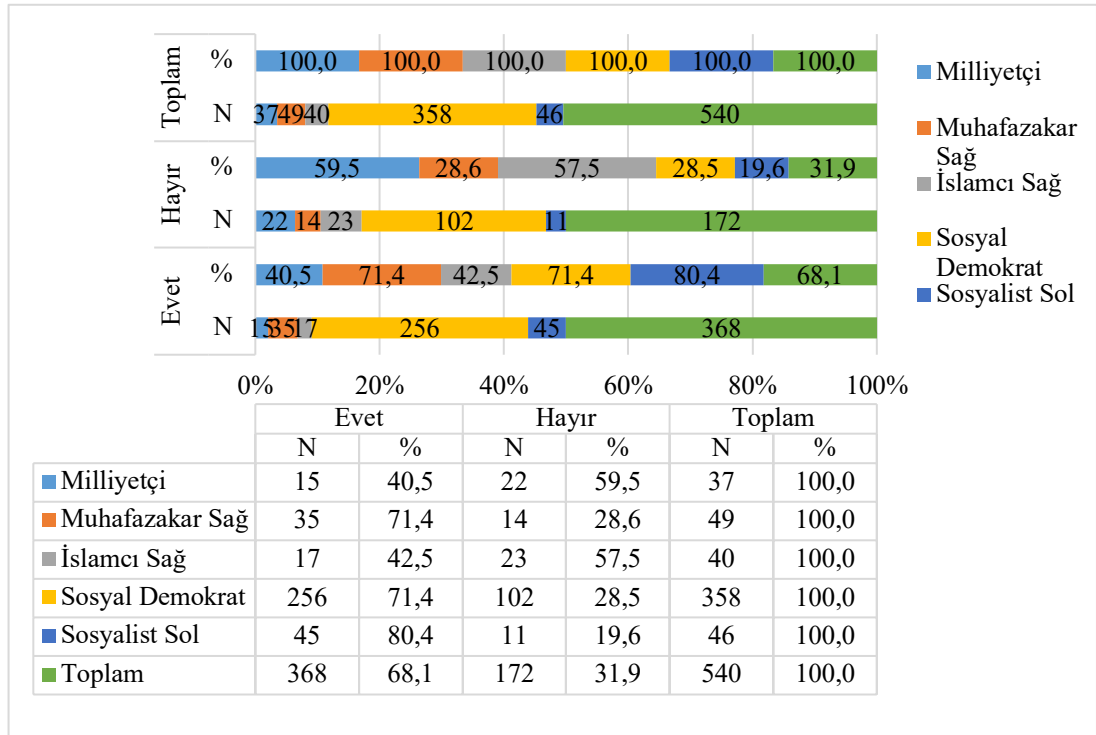 Toplam
% 100,0 100,0 100,0 100,0 100,0 100,0
N 37 49 40 358 46 540
Hayır
% 59,5 28,6 57,5 28,5 19,6 31,9
N 22 14 23 102 11 172
Evet
% 40,5 71,4 42,5 71,4 80,4 68,1
N 15 35 17 256 45 368
0% 20% 40% 60% 80% 100%
Milliyetçi
Muhafazakar
Sağ
İslamcı Sağ
Sosyal
Demokrat
Sosyalist Sol
Evet Hayır Toplam
N % N % N %
Milliyetçi 15 40,5 22 59,5 37 100,0
Muhafazakar Sağ 35 71,4 14 28,6 49 100,0
İslamcı Sağ 17 42,5 23 57,5 40 100,0
Sosyal Demokrat 256 71,4 102 28,5 358 100,0
Sosyalist Sol 45 80,4 11 19,6 46 100,0
Toplam 368 68,1 172 31,9 540 100,0